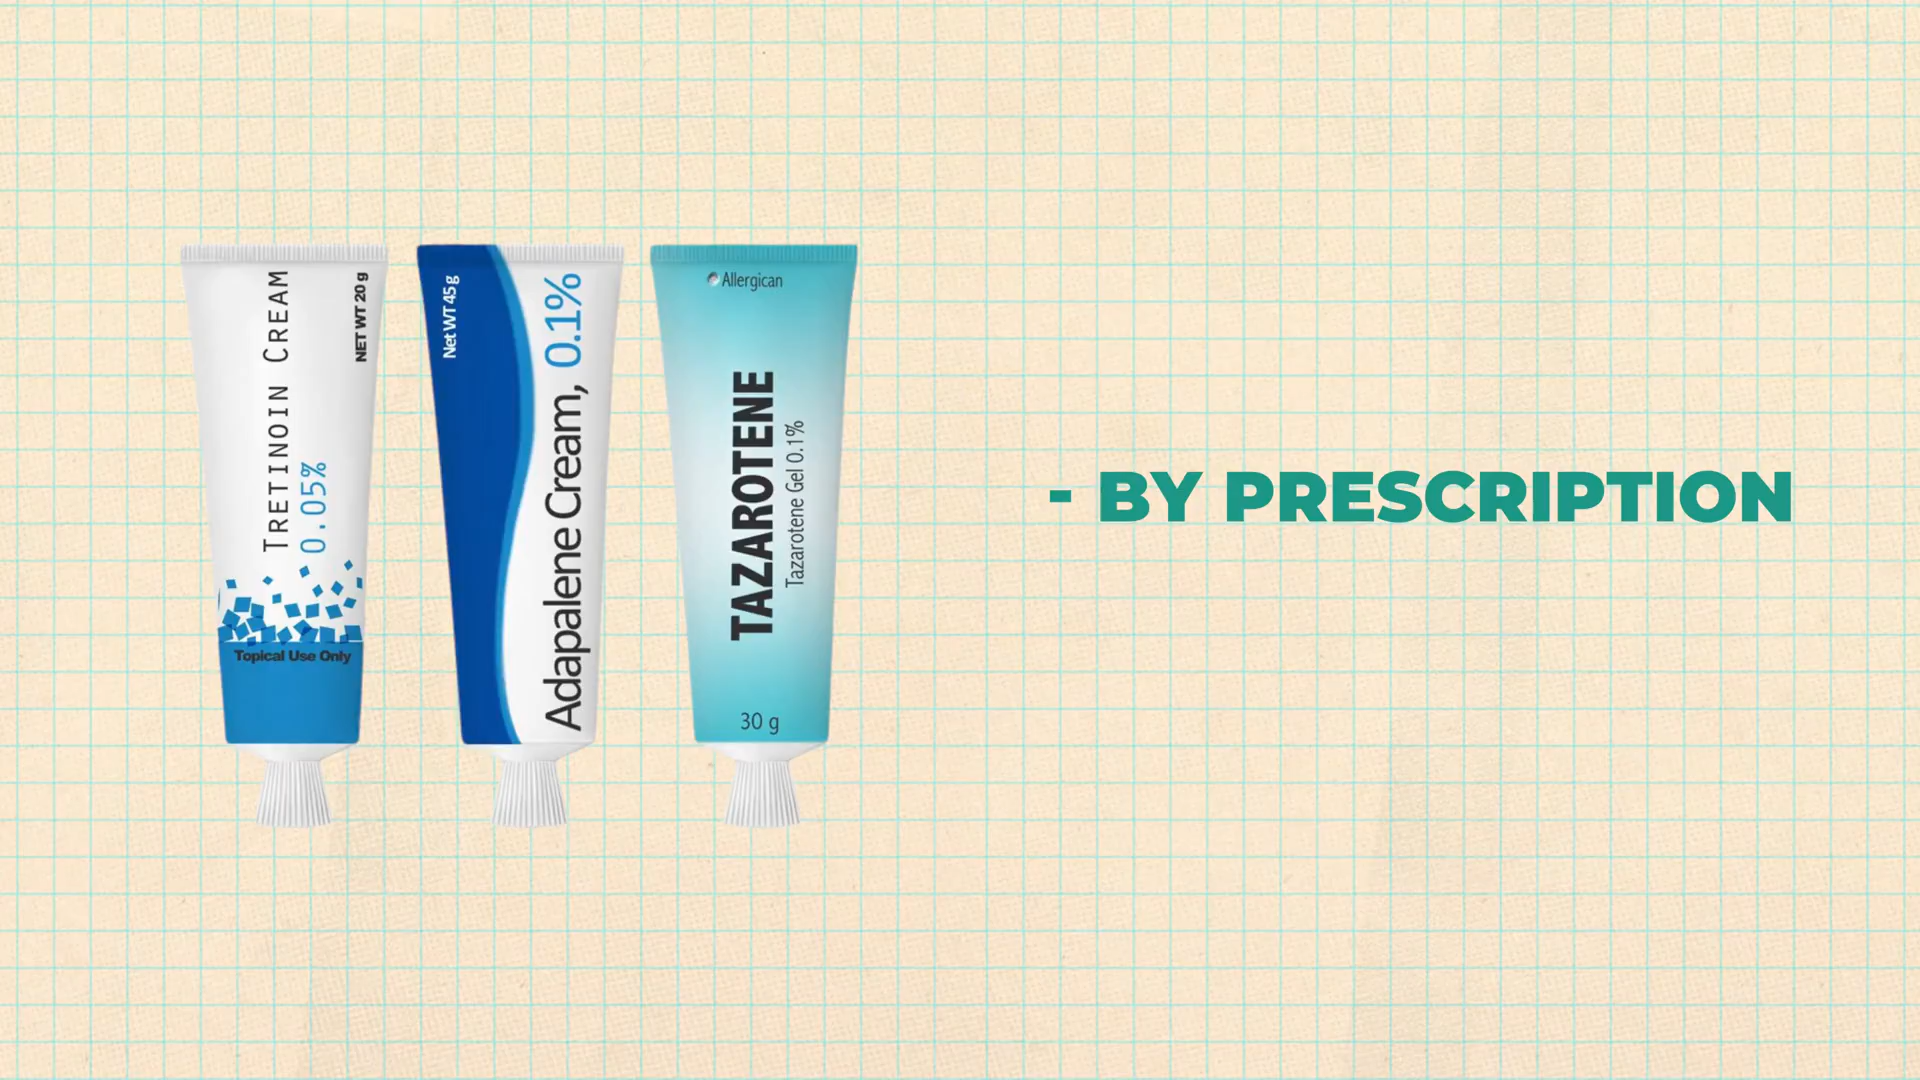 TRETINOIN CREAM
0.05%
NET WT 20 g
Topical Use Only
Net WT 45 g
Adapalene Cream, 0.1%
Allergican
TAZAROTENE
Tazarotene Gel 0.1%
30 g
- BY PRESCRIPTION